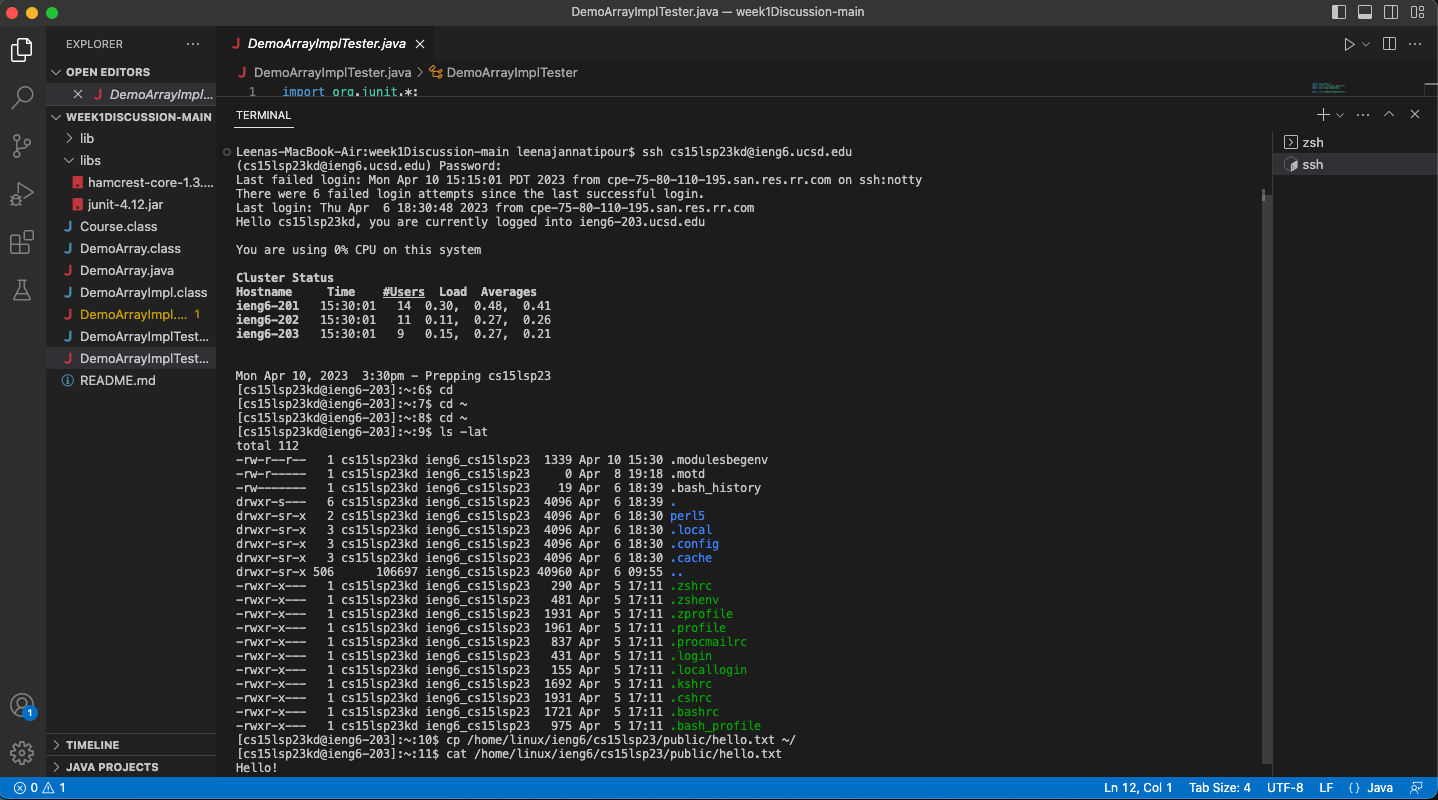 DemoArrayImplTester.java — week1Discussion-main
EXPLORER
OPEN EDITORS
DemoArrayImpl...
WEEK1DISCUSSION-MAIN
lib
libs
hamcrest-core-1.3....
junit-4.12.jar
Course.class
DemoArray.class
DemoArray.java
DemoArrayImpl.class
DemoArrayImpl.... 1
DemoArrayImplTest...
DemoArrayImplTest...
README.md
TIMELINE
JAVA PROJECTS
DemoArrayImplTester.java
DemoArrayImplTester.java > DemoArrayImplTester
1 import org.junit.*;
TERMINAL
Leenas-MacBook-Air:week1Discussion-main leenajannatipour$ ssh cs15lsp23kd@ieng6.ucsd.edu
(cs15lsp23kd@ieng6.ucsd.edu) Password:
Last failed login: Mon Apr 10 15:15:01 PDT 2023 from cpe-75-80-110-195.san.res.rr.com on ssh:notty
There were 6 failed login attempts since the last successful login.
Last login: Thu Apr  6 18:30:48 2023 from cpe-75-80-110-195.san.res.rr.com
Hello cs15lsp23kd, you are currently logged into ieng6-203.ucsd.edu
You are using 0% CPU on this system
Cluster Status
Hostname     Time    #Users  Load  Averages
ieng6-201   15:30:01   14  0.30,  0.48,  0.41
ieng6-202   15:30:01   11  0.11,  0.27,  0.26
ieng6-203   15:30:01   9   0.15,  0.27,  0.21
Mon Apr 10, 2023  3:30pm - Prepping cs15lsp23
[cs15lsp23kd@ieng6-203]:~:6$ cd
[cs15lsp23kd@ieng6-203]:~:7$ cd ~
[cs15lsp23kd@ieng6-203]:~:8$ cd ~
[cs15lsp23kd@ieng6-203]:~:9$ ls -lat
total 112
-rw-r--r--   1 cs15lsp23kd ieng6_cs15lsp23  1339 Apr 10 15:30 .modulesbegenv
-rw-r-----   1 cs15lsp23kd ieng6_cs15lsp23     0 Apr  8 19:18 .motd
-rw-------   1 cs15lsp23kd ieng6_cs15lsp23    19 Apr  6 18:39 .bash_history
drwxr-s---   6 cs15lsp23kd ieng6_cs15lsp23  4096 Apr  6 18:39 .
drwxr-sr-x   2 cs15lsp23kd ieng6_cs15lsp23  4096 Apr  6 18:30 perl5
drwxr-sr-x   3 cs15lsp23kd ieng6_cs15lsp23  4096 Apr  6 18:30 .local
drwxr-sr-x   3 cs15lsp23kd ieng6_cs15lsp23  4096 Apr  6 18:30 .config
drwxr-sr-x   3 cs15lsp23kd ieng6_cs15lsp23  4096 Apr  6 18:30 .cache
drwxr-sr-x 506      106697 ieng6_cs15lsp23 40960 Apr  6 09:55 ..
-rwxr-x---   1 cs15lsp23kd ieng6_cs15lsp23   290 Apr  5 17:11 .zshrc
-rwxr-x---   1 cs15lsp23kd ieng6_cs15lsp23   481 Apr  5 17:11 .zshenv
-rwxr-x---   1 cs15lsp23kd ieng6_cs15lsp23  1931 Apr  5 17:11 .zprofile
-rwxr-x---   1 cs15lsp23kd ieng6_cs15lsp23  1961 Apr  5 17:11 .profile
-rwxr-x---   1 cs15lsp23kd ieng6_cs15lsp23   837 Apr  5 17:11 .procmailrc
-rwxr-x---   1 cs15lsp23kd ieng6_cs15lsp23   431 Apr  5 17:11 .login
-rwxr-x---   1 cs15lsp23kd ieng6_cs15lsp23   155 Apr  5 17:11 .locallogin
-rwxr-x---   1 cs15lsp23kd ieng6_cs15lsp23  1692 Apr  5 17:11 .kshrc
-rwxr-x---   1 cs15lsp23kd ieng6_cs15lsp23  1931 Apr  5 17:11 .cshrc
-rwxr-x---   1 cs15lsp23kd ieng6_cs15lsp23  1721 Apr  5 17:11 .bashrc
-rwxr-x---   1 cs15lsp23kd ieng6_cs15lsp23   975 Apr  5 17:11 .bash_profile
[cs15lsp23kd@ieng6-203]:~:10$ cp /home/linux/ieng6/cs15lsp23/public/hello.txt ~/
[cs15lsp23kd@ieng6-203]:~:11$ cat /home/linux/ieng6/cs15lsp23/public/hello.txt
Hello!
zsh
ssh
1
0 1
Ln 12, Col 1
Tab Size: 4
UTF-8
LF
{ } Java